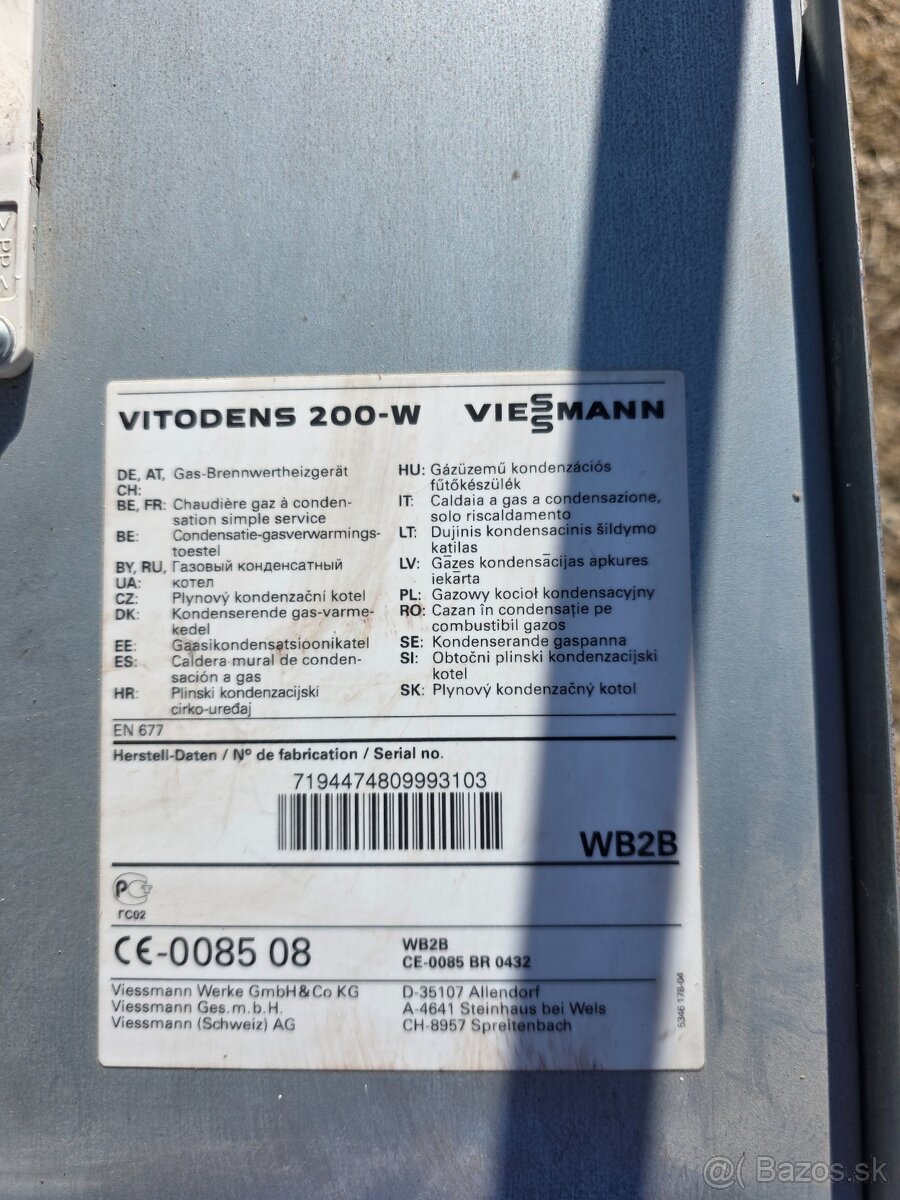 >PP<
VITODENS 200-W VIESSMANN
DE, AT, Gas-Brennwertheizgerät
CH:
BE, FR: Chaudière gaz à conden-
sation simple service
BE: Condensatie-gasverwarmings-
toestel
BY, RU, Газовый конденсатный
UA: котел
CZ: Plynový kondenzační kotel
DK: Kondenserende gas-varme-
kedel
EE: Gaasikondensatsioonikatel
ES: Caldera mural de conden-
sación a gas
HR: Plinski kondenzacijski
cirko-uređaj
HU: Gázüzemű kondenzációs
fűtőkészülék
IT: Caldaia a gas a condensazione,
solo riscaldamento
LT: Dujinis kondensacinis šildymo
katilas
LV: Gāzes kondensācijas apkures
iekārta
PL: Gazowy kocioł kondensacyjny
RO: Cazan în condensație pe
combustibil gazos
SE: Kondenserande gaspanna
SI: Obtočni plinski kondenzacijski
kotel
SK: Plynový kondenzačný kotol
EN 677
Herstell-Daten / Nº de fabrication / Serial no.
7194474809993103
WB2B
РСТ
ГС02
CE-0085 08
WB2B
CE-0085 BR 0432
Viessmann Werke GmbH&Co KG D-35107 Allendorf
Viessmann Ges.m.b.H. A-4641 Steinhaus bei Wels
Viessmann (Schweiz) AG CH-8957 Spreitenbach
5346 178-04
@( Bazos.sk